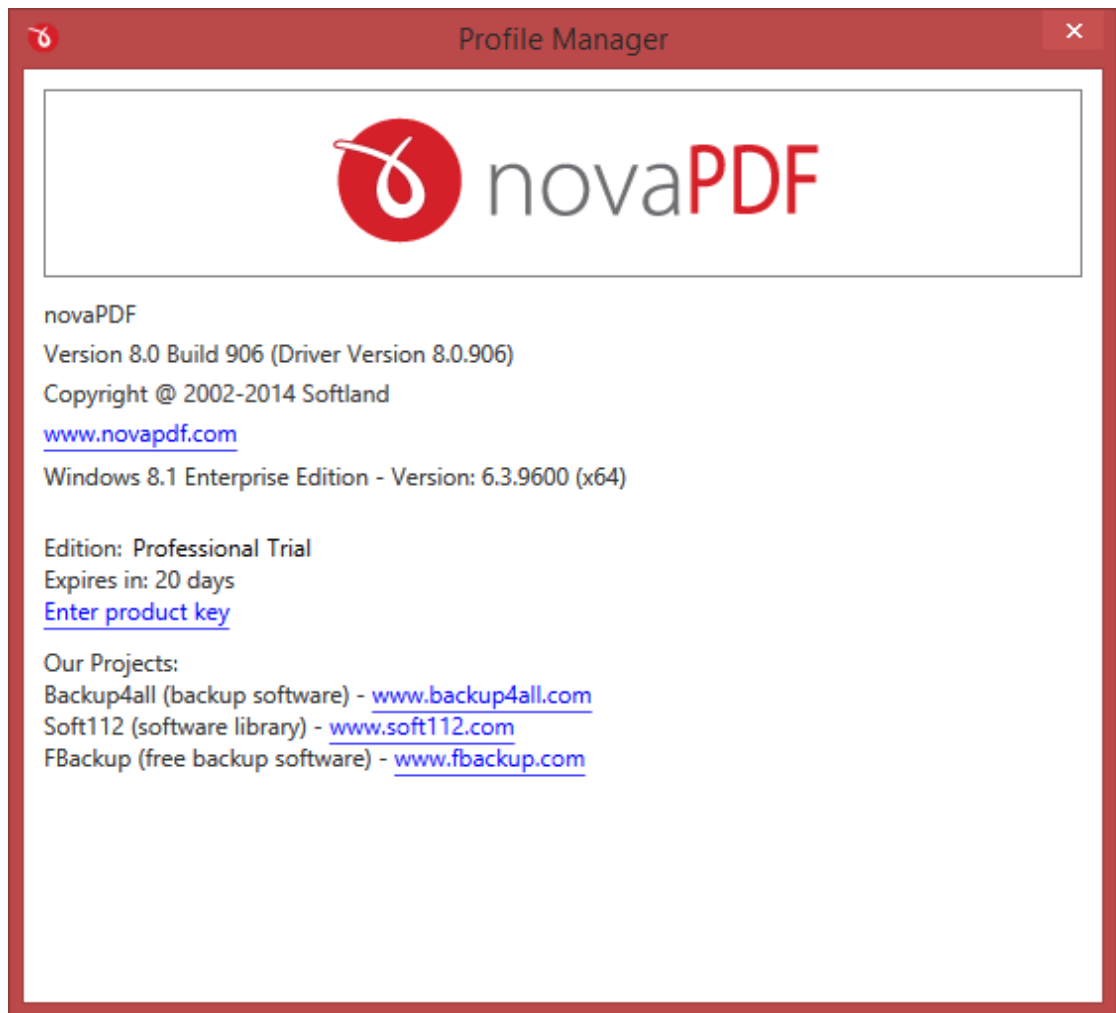 Profile Manager
novaPDF
novaPDF
Version 8.0 Build 906 (Driver Version 8.0.906)
Copyright @ 2002-2014 Softland
www.novapdf.com
Windows 8.1 Enterprise Edition - Version: 6.3.9600 (x64)
Edition: Professional Trial
Expires in: 20 days
Enter product key
Our Projects:
Backup4all (backup software) - www.backup4all.com
Soft112 (software library) - www.soft112.com
FBackup (free backup software) - www.fbackup.com